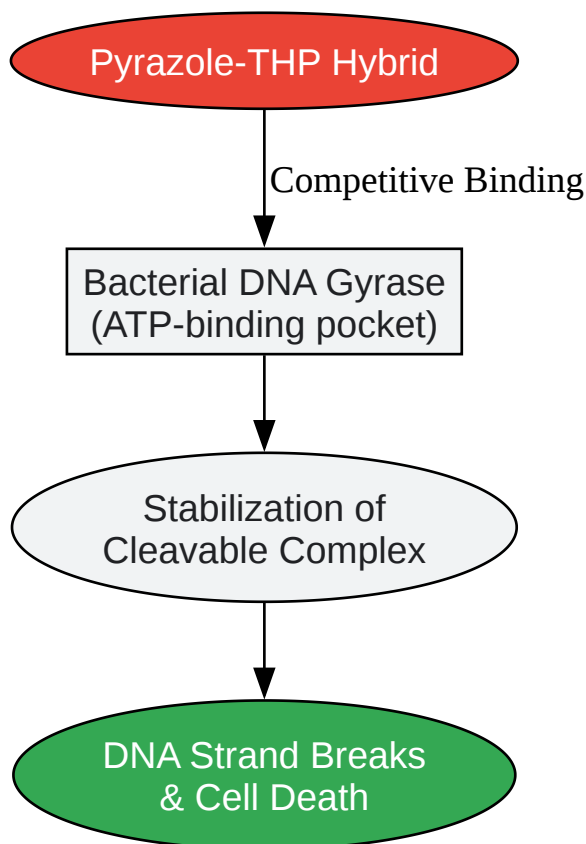 Pyrazole-THP Hybrid
Competitive Binding
Bacterial DNA Gyrase
(ATP-binding pocket)
Stabilization of
Cleavable Complex
DNA Strand Breaks
& Cell Death